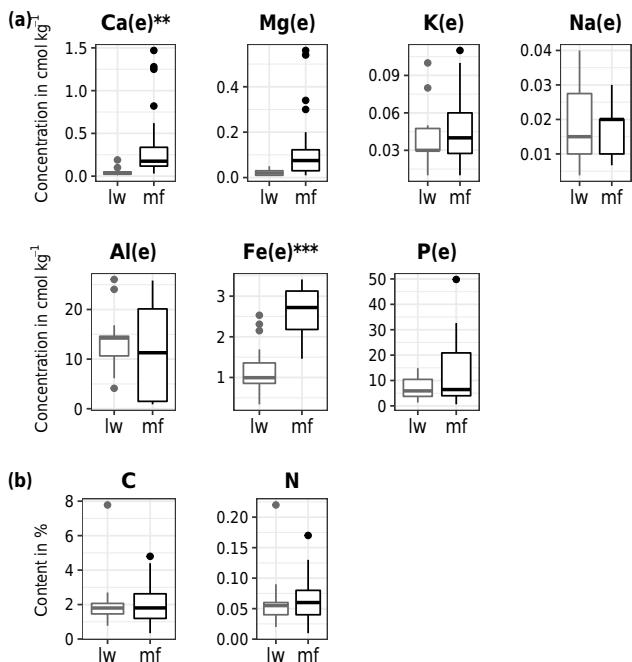 (a)
Ca(e)** Mg(e) K(e) Na(e)
Concentration in cmol kg⁻¹
1.5
1.0
0.5
0.0
lw mf
0.4
0.2
0.0
lw mf
0.09
0.06
0.03
lw mf
0.04
0.03
0.02
0.01
lw mf
Al(e) Fe(e)*** P(e)
Concentration in cmol kg⁻¹
20
10
0
lw mf
3
2
1
lw mf
50
40
30
20
10
0
lw mf
(b)
C N
Content in %
8
6
4
2
0
lw mf
0.20
0.15
0.10
0.05
0.00
lw mf